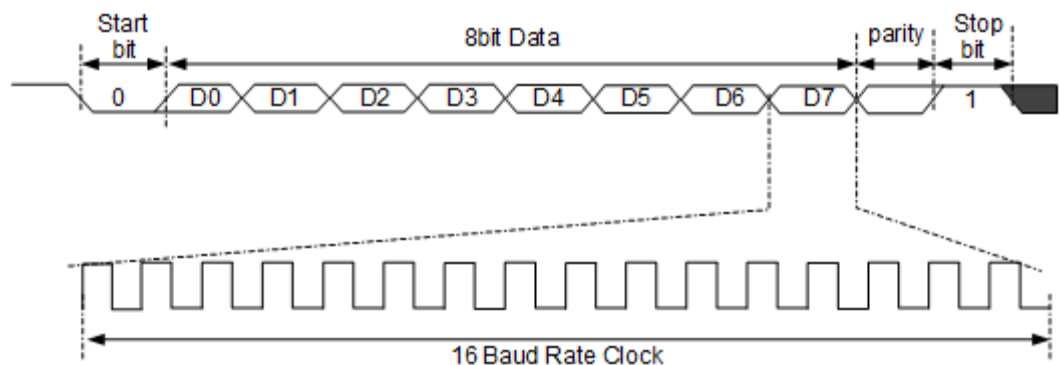 Start
bit
8bit Data
parity
Stop
bit
0
D0
D1
D2
D3
D4
D5
D6
D7
1
16 Baud Rate Clock